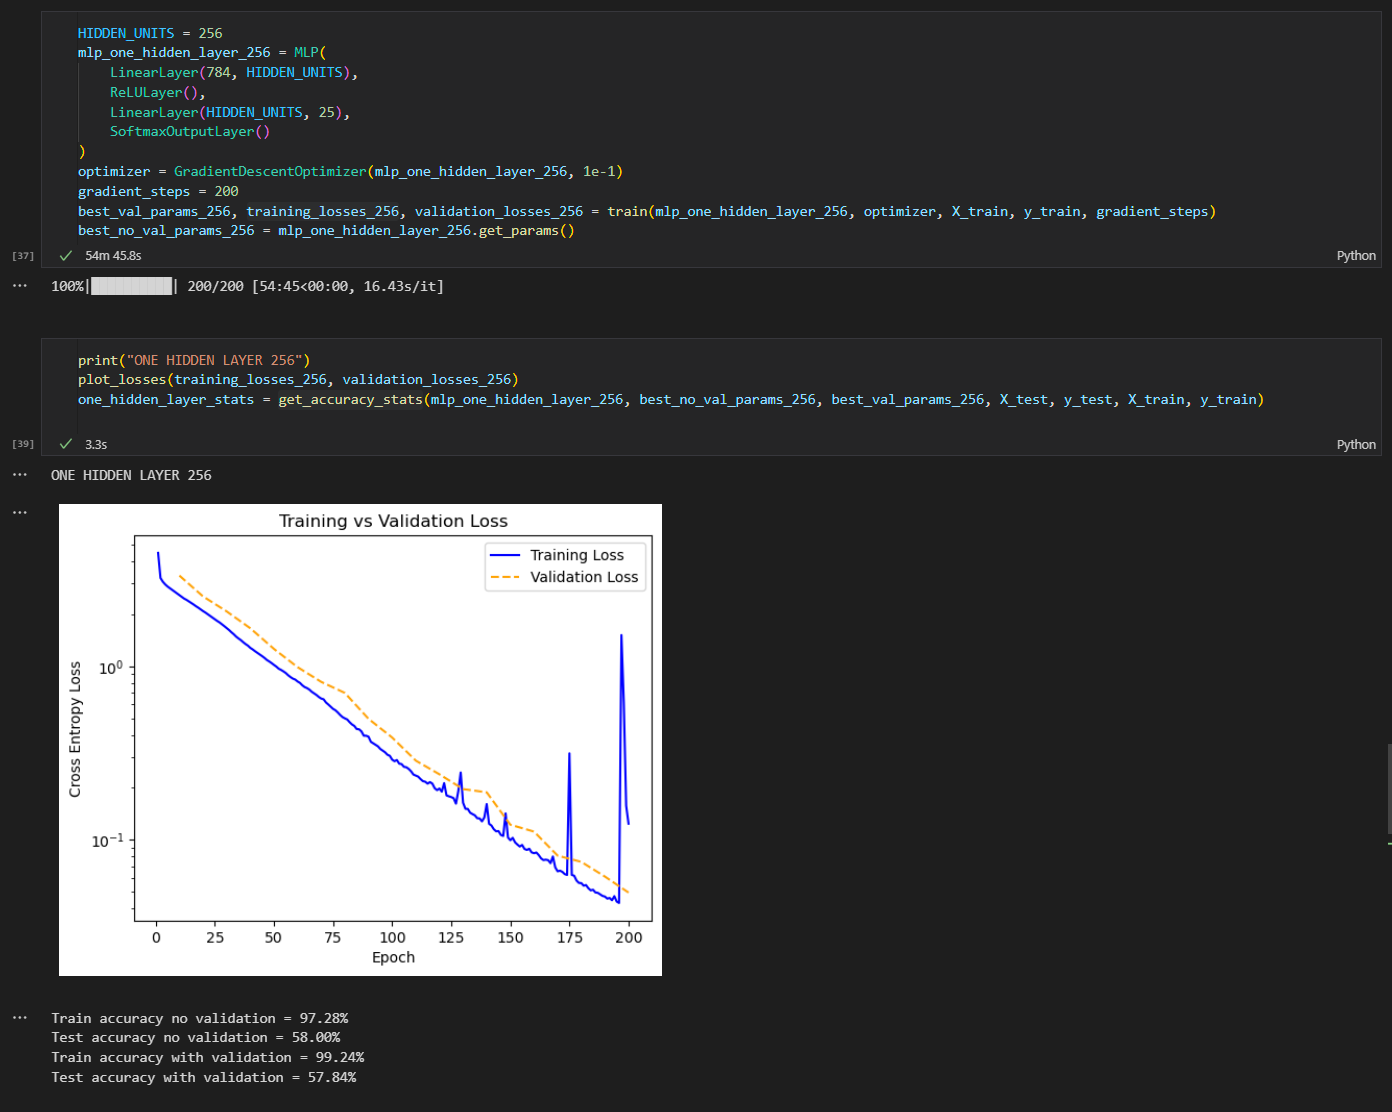 HIDDEN_UNITS = 256
mlp_one_hidden_layer_256 = MLP(
LinearLayer(784, HIDDEN_UNITS),
ReLULayer(),
LinearLayer(HIDDEN_UNITS, 25),
SoftmaxOutputLayer()
)
optimizer = GradientDescentOptimizer(mlp_one_hidden_layer_256, 1e-1)
gradient_steps = 200
best_val_params_256, training_losses_256, validation_losses_256 = train(mlp_one_hidden_layer_256, optimizer, X_train, y_train, gradient_steps)
best_no_val_params_256 = mlp_one_hidden_layer_256.get_params()
[37] ✓ 54m 45.8s Python
... 100%|██████████| 200/200 [54:45<00:00, 16.43s/it]
print("ONE HIDDEN LAYER 256")
plot_losses(training_losses_256, validation_losses_256)
one_hidden_layer_stats = get_accuracy_stats(mlp_one_hidden_layer_256, best_no_val_params_256, best_val_params_256, X_test, y_test, X_train, y_train)
[39] ✓ 3.3s Python
... ONE HIDDEN LAYER 256
...
Training vs Validation Loss
Training Loss
Validation Loss
Cross Entropy Loss
10^0
10^-1
0 25 50 75 100 125 150 175 200
Epoch
... Train accuracy no validation = 97.28%
Test accuracy no validation = 58.00%
Train accuracy with validation = 99.24%
Test accuracy with validation = 57.84%